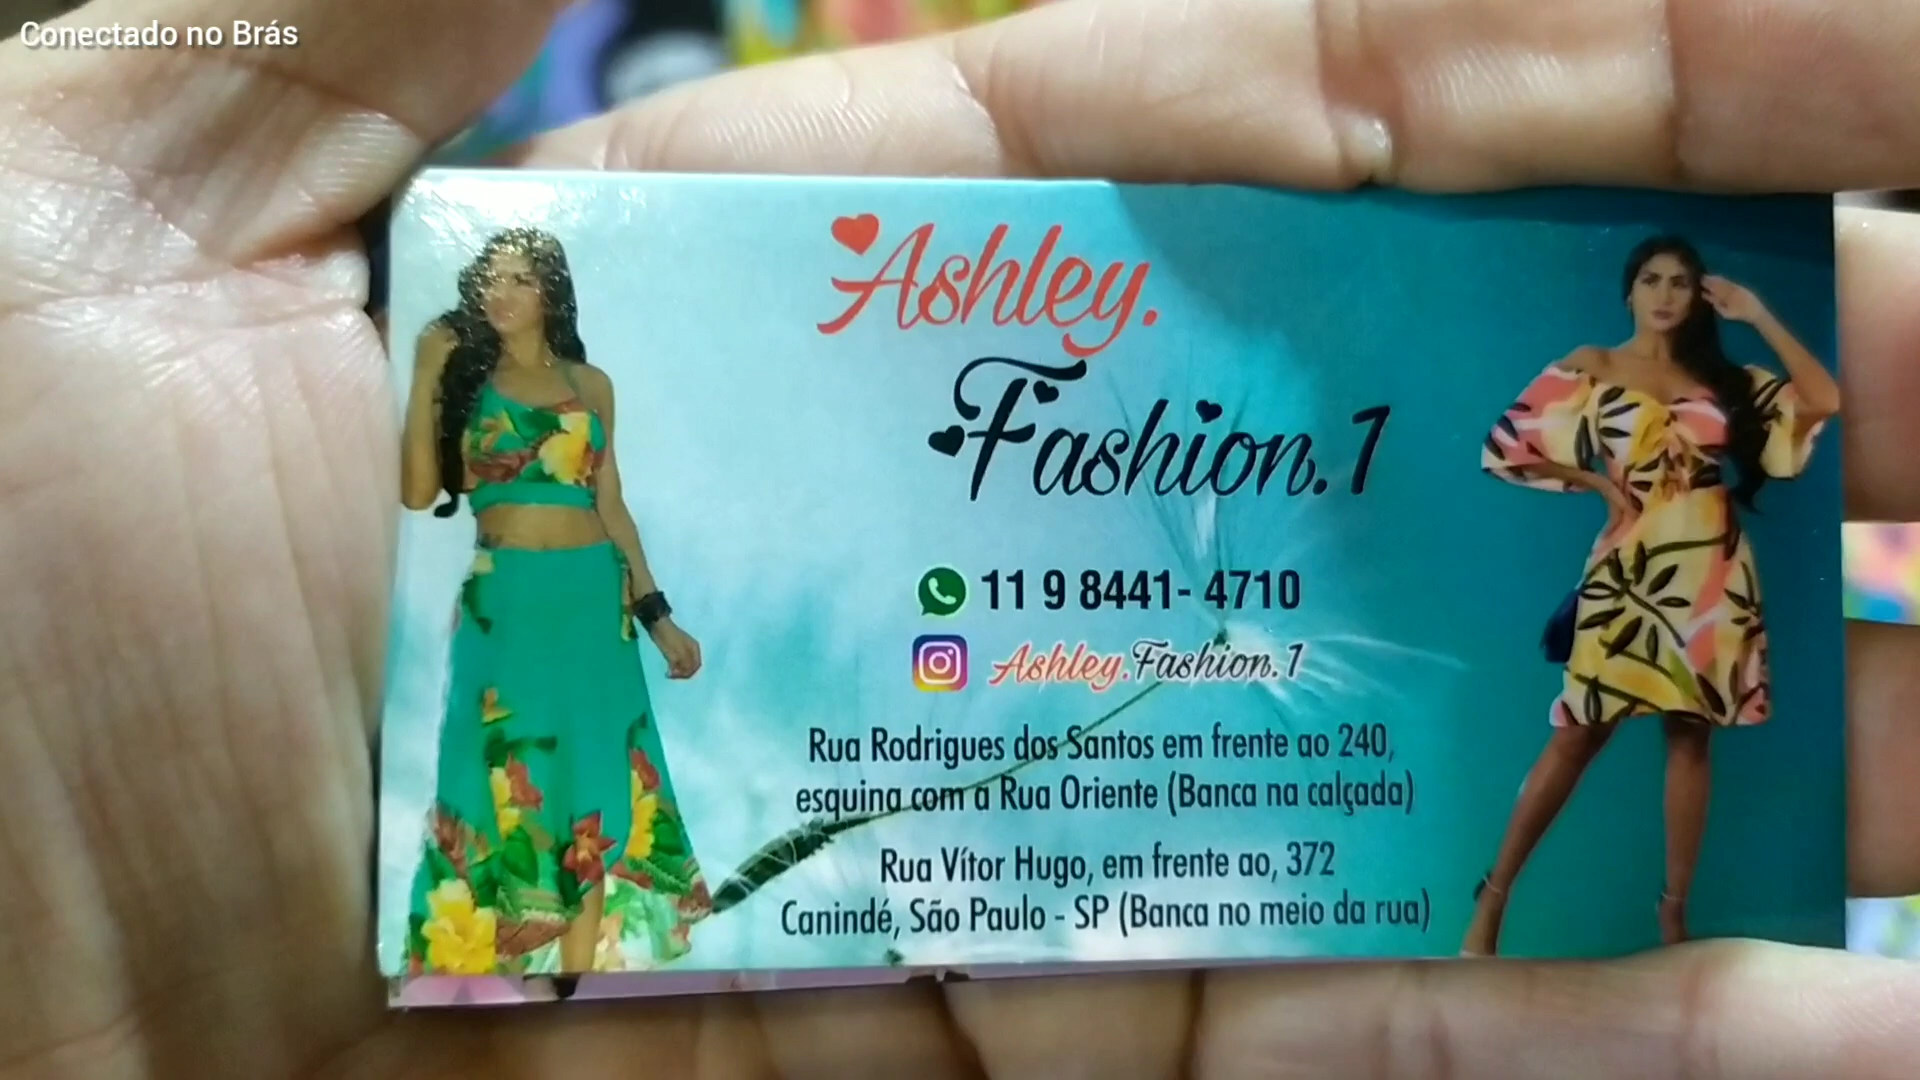 Conectado no Brás
Ashley.
Fashion.1
11 9 8441- 4710
Ashley.Fashion.1
Rua Rodrigues dos Santos em frente ao 240,
esquina com a Rua Oriente (Banca na calçada)
Rua Vítor Hugo, em frente ao, 372
Canindé, São Paulo - SP (Banca no meio da rua)